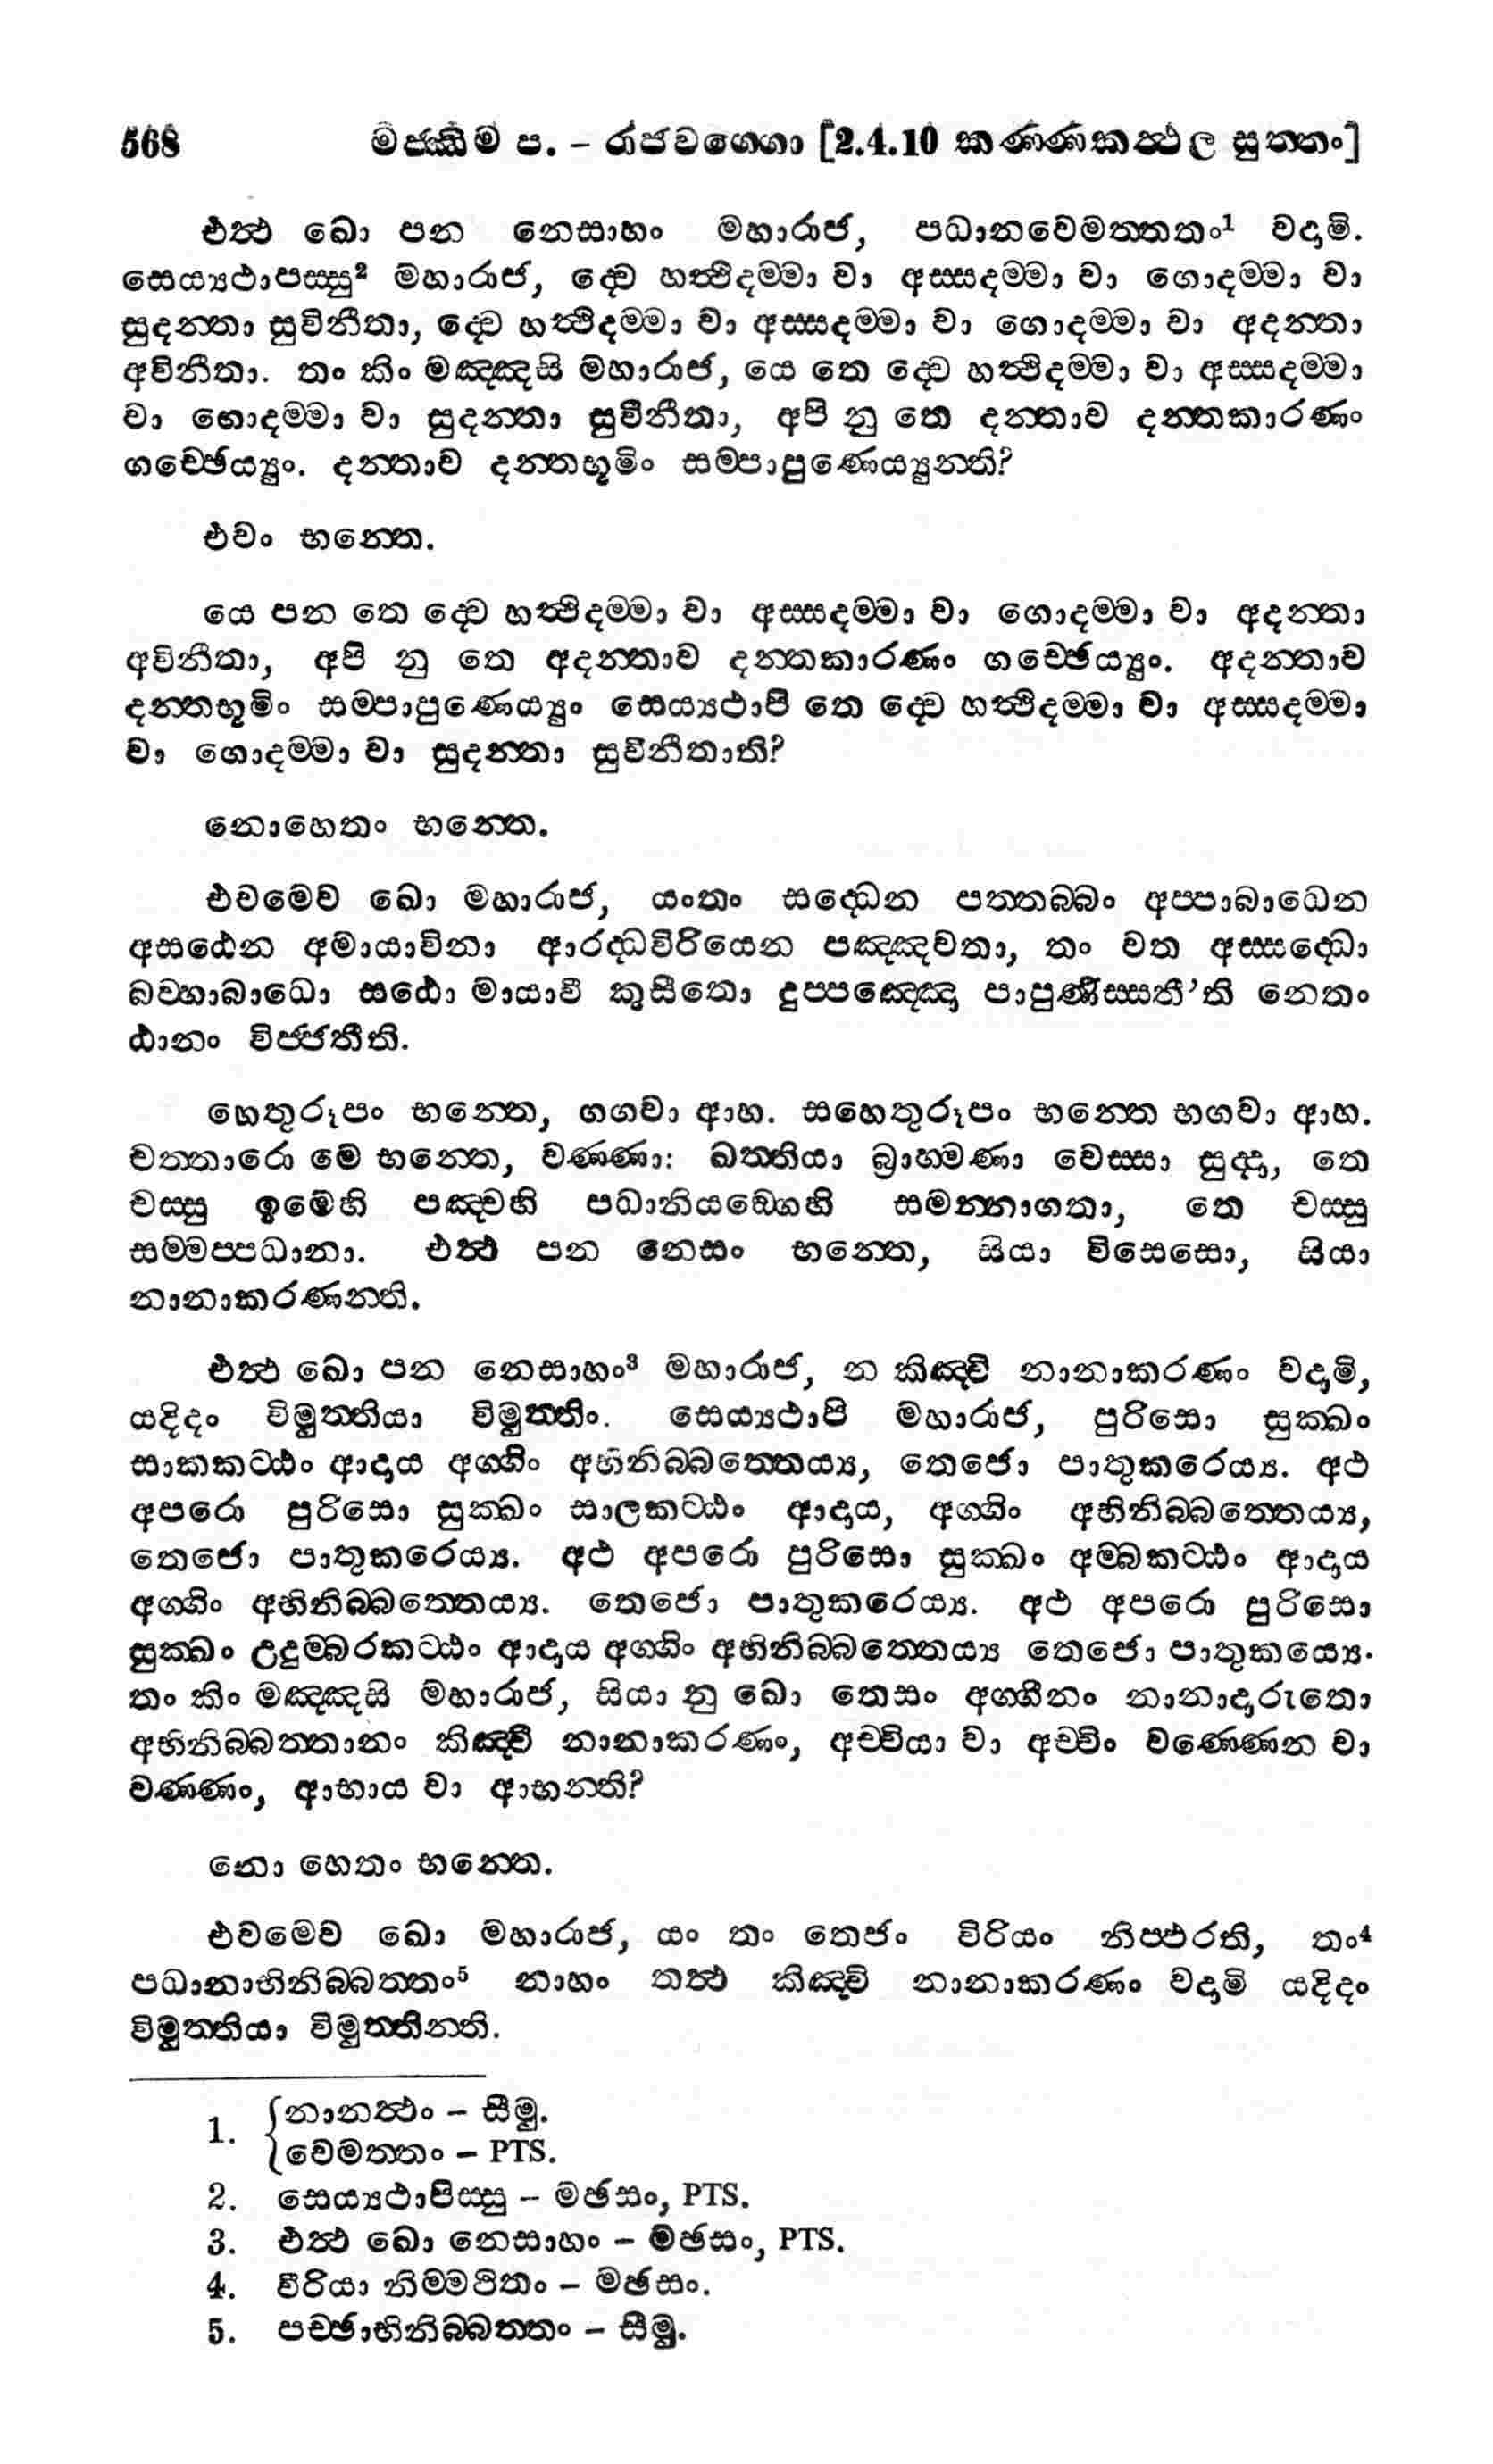 568 මජ්ඣිම ප. – රාජවග්ගො [2.4.10 කණ්ණකත්ථල සුත්තං]
එත්ථ ඛො පන නෙසාහං මහාරාජ, පධානවෙමත්තතං¹ වදාමි.
සෙය්‍යථාපස්සු² මහාරාජ, ද්වෙ හත්ථිදම්මා වා අස්සදම්මා වා ගොදම්මා වා
සුදන්තා සුවිනීතා, ද්වෙ හත්ථිදම්මා වා අස්සදම්මා වා ගොදම්මා වා අදන්තා
අවිනීතා. තං කිං මඤ්ඤසි මහාරාජ, යෙ තෙ ද්වෙ හත්ථිදම්මා වා අස්සදම්මා
වා ගොදම්මා වා සුදන්තා සුවිනීතා, අපි නු තෙ දන්තාව දන්තකාරණං
ගච්ඡෙය්‍යුං. දන්තාව දන්තභූමිං සම්පාපුණෙය්‍යුන්ති?
එවං භන්තෙ.
යෙ පන තෙ ද්වෙ හත්ථිදම්මා වා අස්සදම්මා වා ගොදම්මා වා අදන්තා
අවිනීතා, අපි නු තෙ අදන්තාව දන්තකාරණං ගච්ඡෙය්‍යුං. අදන්තාව
දන්තභූමිං සම්පාපුණෙය්‍යුං සෙය්‍යථාපි තෙ ද්වෙ හත්ථිදම්මා වා අස්සදම්මා
වා ගොදම්මා වා සුදන්තා සුවිනීතාති?
නොහෙතං භන්තෙ.
එවමෙව ඛො මහාරාජ, යංතං සද්ධෙන පත්තබ්බං අප්පාබාධෙන
අසඨෙන අමායාවිනා ආරද්ධවිරියෙන පඤ්ඤවතා, තං වත අස්සද්ධො
බව්හාබාධො සඨො මායාවී කුසීතො දුප්පඤ්ඤො පාපුණිස්සතී’ති නෙතං
ඨානං විජ්ජතීති.
හෙතුරූපං භන්තෙ, ගගවා ආහ. සහෙතුරූපං භන්තෙ භගවා ආහ.
චත්තාරො මෙ භන්තෙ, වණ්ණා: ඛත්තියා බ්‍රාහ්මණා වෙස්සා සුද්දා, තෙ
චස්සු ඉමෙහි පඤ්චහි පධානියඞ්ගෙහි සමන්නාගතා, තෙ චස්සු
සම්මප්පධානා. එත්ථ පන නෙසං භන්තෙ, සියා විසෙසො, සියා
නානාකරණන්ති.
එත්ථ ඛො පන නෙසාහං³ මහාරාජ, න කිඤ්චි නානාකරණං වදාමි,
යදිදං විමුත්තියා විමුත්තිං. සෙය්‍යථාපි මහාරාජ, පුරිසො සුක්ඛං
සාකකට්ඨං ආදාය අග්ගිං අභිනිබ්බත්තෙය්‍ය, තෙජො පාතුකරෙය්‍ය. අථ
අපරො පුරිසො සුක්ඛං සාලකට්ඨං ආදාය, අග්ගිං අභිනිබ්බත්තෙය්‍ය,
තෙජො පාතුකරෙය්‍ය. අථ අපරො පුරිසො සුක්ඛං අම්බකට්ඨං ආදාය
අග්ගිං අභිනිබ්බත්තෙය්‍ය. තෙජො පාතුකරෙය්‍ය. අථ අපරො පුරිසො
සුක්ඛං උදුම්බරකට්ඨං ආදාය අග්ගිං අභිනිබ්බත්තෙය්‍ය තෙජො පාතුකය්‍යෙ.
තං කිං මඤ්ඤසි මහාරාජ, සියා නු ඛො තෙසං අග්ගීනං නානාදාරුතො
අභිනිබ්බත්තානං කිඤ්චි නානාකරණං, අච්චියා වා අච්චිං වණ්ණෙන වා
වණ්ණං, ආභාය වා ආභන්ති?
නො හෙතං භන්තෙ.
එවමෙව ඛො මහාරාජ, යං තං තෙජං විරියං නිප්ඵරති, තං⁴
පධානාභිනිබ්බත්තං⁵ නාහං තත්ථ කිඤ්චි නානාකරණං වදාමි යදිදං
විමුත්තියා විමුත්තින්ති.
1. {නානත්ථං – සීමු.
{වෙමත්තං – PTS.
2. සෙය්‍යථාපිස්සු – මඡසං, PTS.
3. එත්ථ ඛො නෙසාහං – මඡසං, PTS.
4. වීරියා නිම්මථිතං – මඡසං.
5. පච්ඡාභිනිබ්බත්තං – සීමු.